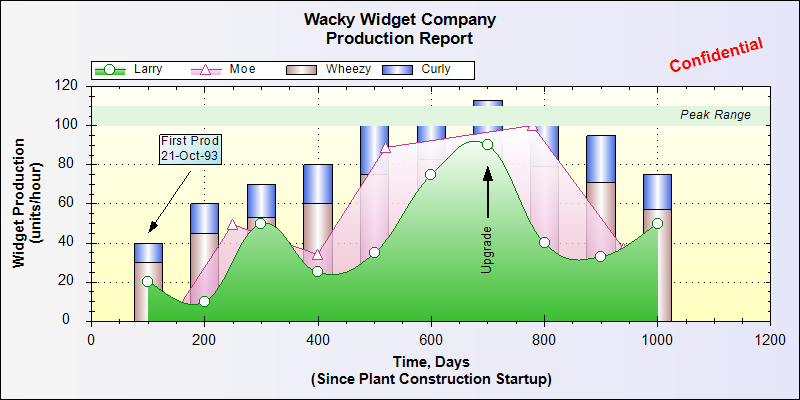 Wacky Widget Company
Production Report
Confidential
Larry Moe Wheezy Curly
Widget Production
(units/hour)
120
100
80
60
40
20
0
Peak Range
First Prod
21-Oct-93
Upgrade
0 200 400 600 800 1000 1200
Time, Days
(Since Plant Construction Startup)